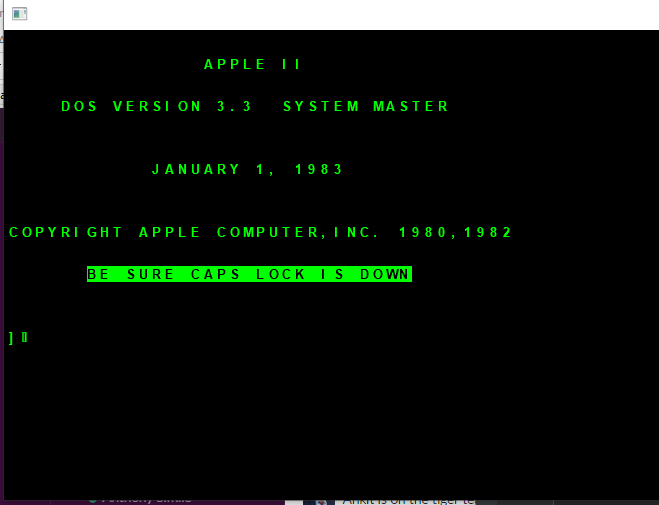 APPLE II
DOS VERSION 3.3 SYSTEM MASTER
JANUARY 1, 1983
COPYRIGHT APPLE COMPUTER,INC. 1980,1982
BE SURE CAPS LOCK IS DOWN
]